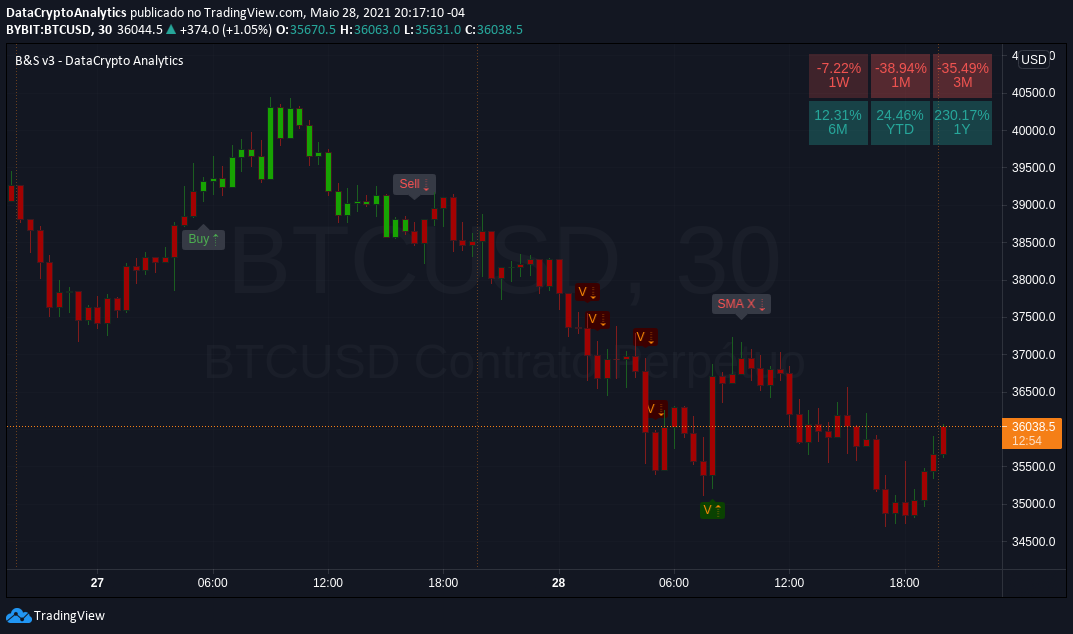 DataCryptoAnalytics publicado no TradingView.com, Maio 28, 2021 20:17:10 -04
BYBIT:BTCUSD, 30 36044.5 ▲ +374.0 (+1.05%) O:35670.5 H:36063.0 L:35631.0 C:36038.5
B&S v3 - DataCrypto Analytics
USD
-7.22% -38.94% -35.49%
1W 1M 3M
12.31% 24.46% 230.17%
6M YTD 1Y
40500.0
40000.0
39500.0
39000.0
38500.0
38000.0
37500.0
37000.0
36500.0
36038.5
12:54
35500.0
35000.0
34500.0
Sell ↓
Buy ↑
BTCUSD, 30
V ↓
V ↓
SMA X ↓
V ↓
BTCUSD Contrato Perpétuo
V ↓
V ↑
27 06:00 12:00 18:00 28 06:00 12:00 18:00
TradingView